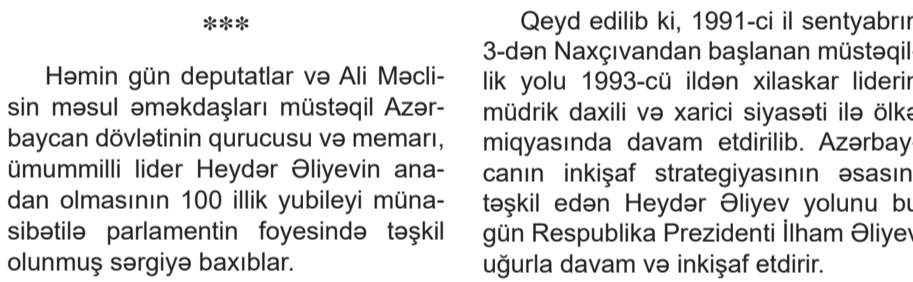 ***
Həmin gün deputatlar və Ali Məcli-
sin məsul əməkdaşları müstəqil Azər-
baycan dövlətinin qurucusu və memarı,
ümummilli lider Heydər Əliyevin ana-
dan olmasının 100 illik yubileyi müna-
sibətilə parlamentin foyesində təşkil
olunmuş sərgiyə baxıblar.
Qeyd edilib ki, 1991-ci il sentyabrın
3-dən Naxçıvandan başlanan müstəqil-
lik yolu 1993-cü ildən xilaskar liderin
müdrik daxili və xarici siyasəti ilə ölkə
miqyasında davam etdirilib. Azərbay-
canın inkişaf strategiyasının əsasın
təşkil edən Heydər Əliyev yolunu bu
gün Respublika Prezidenti İlham Əliyev
uğurla davam və inkişaf etdirir.